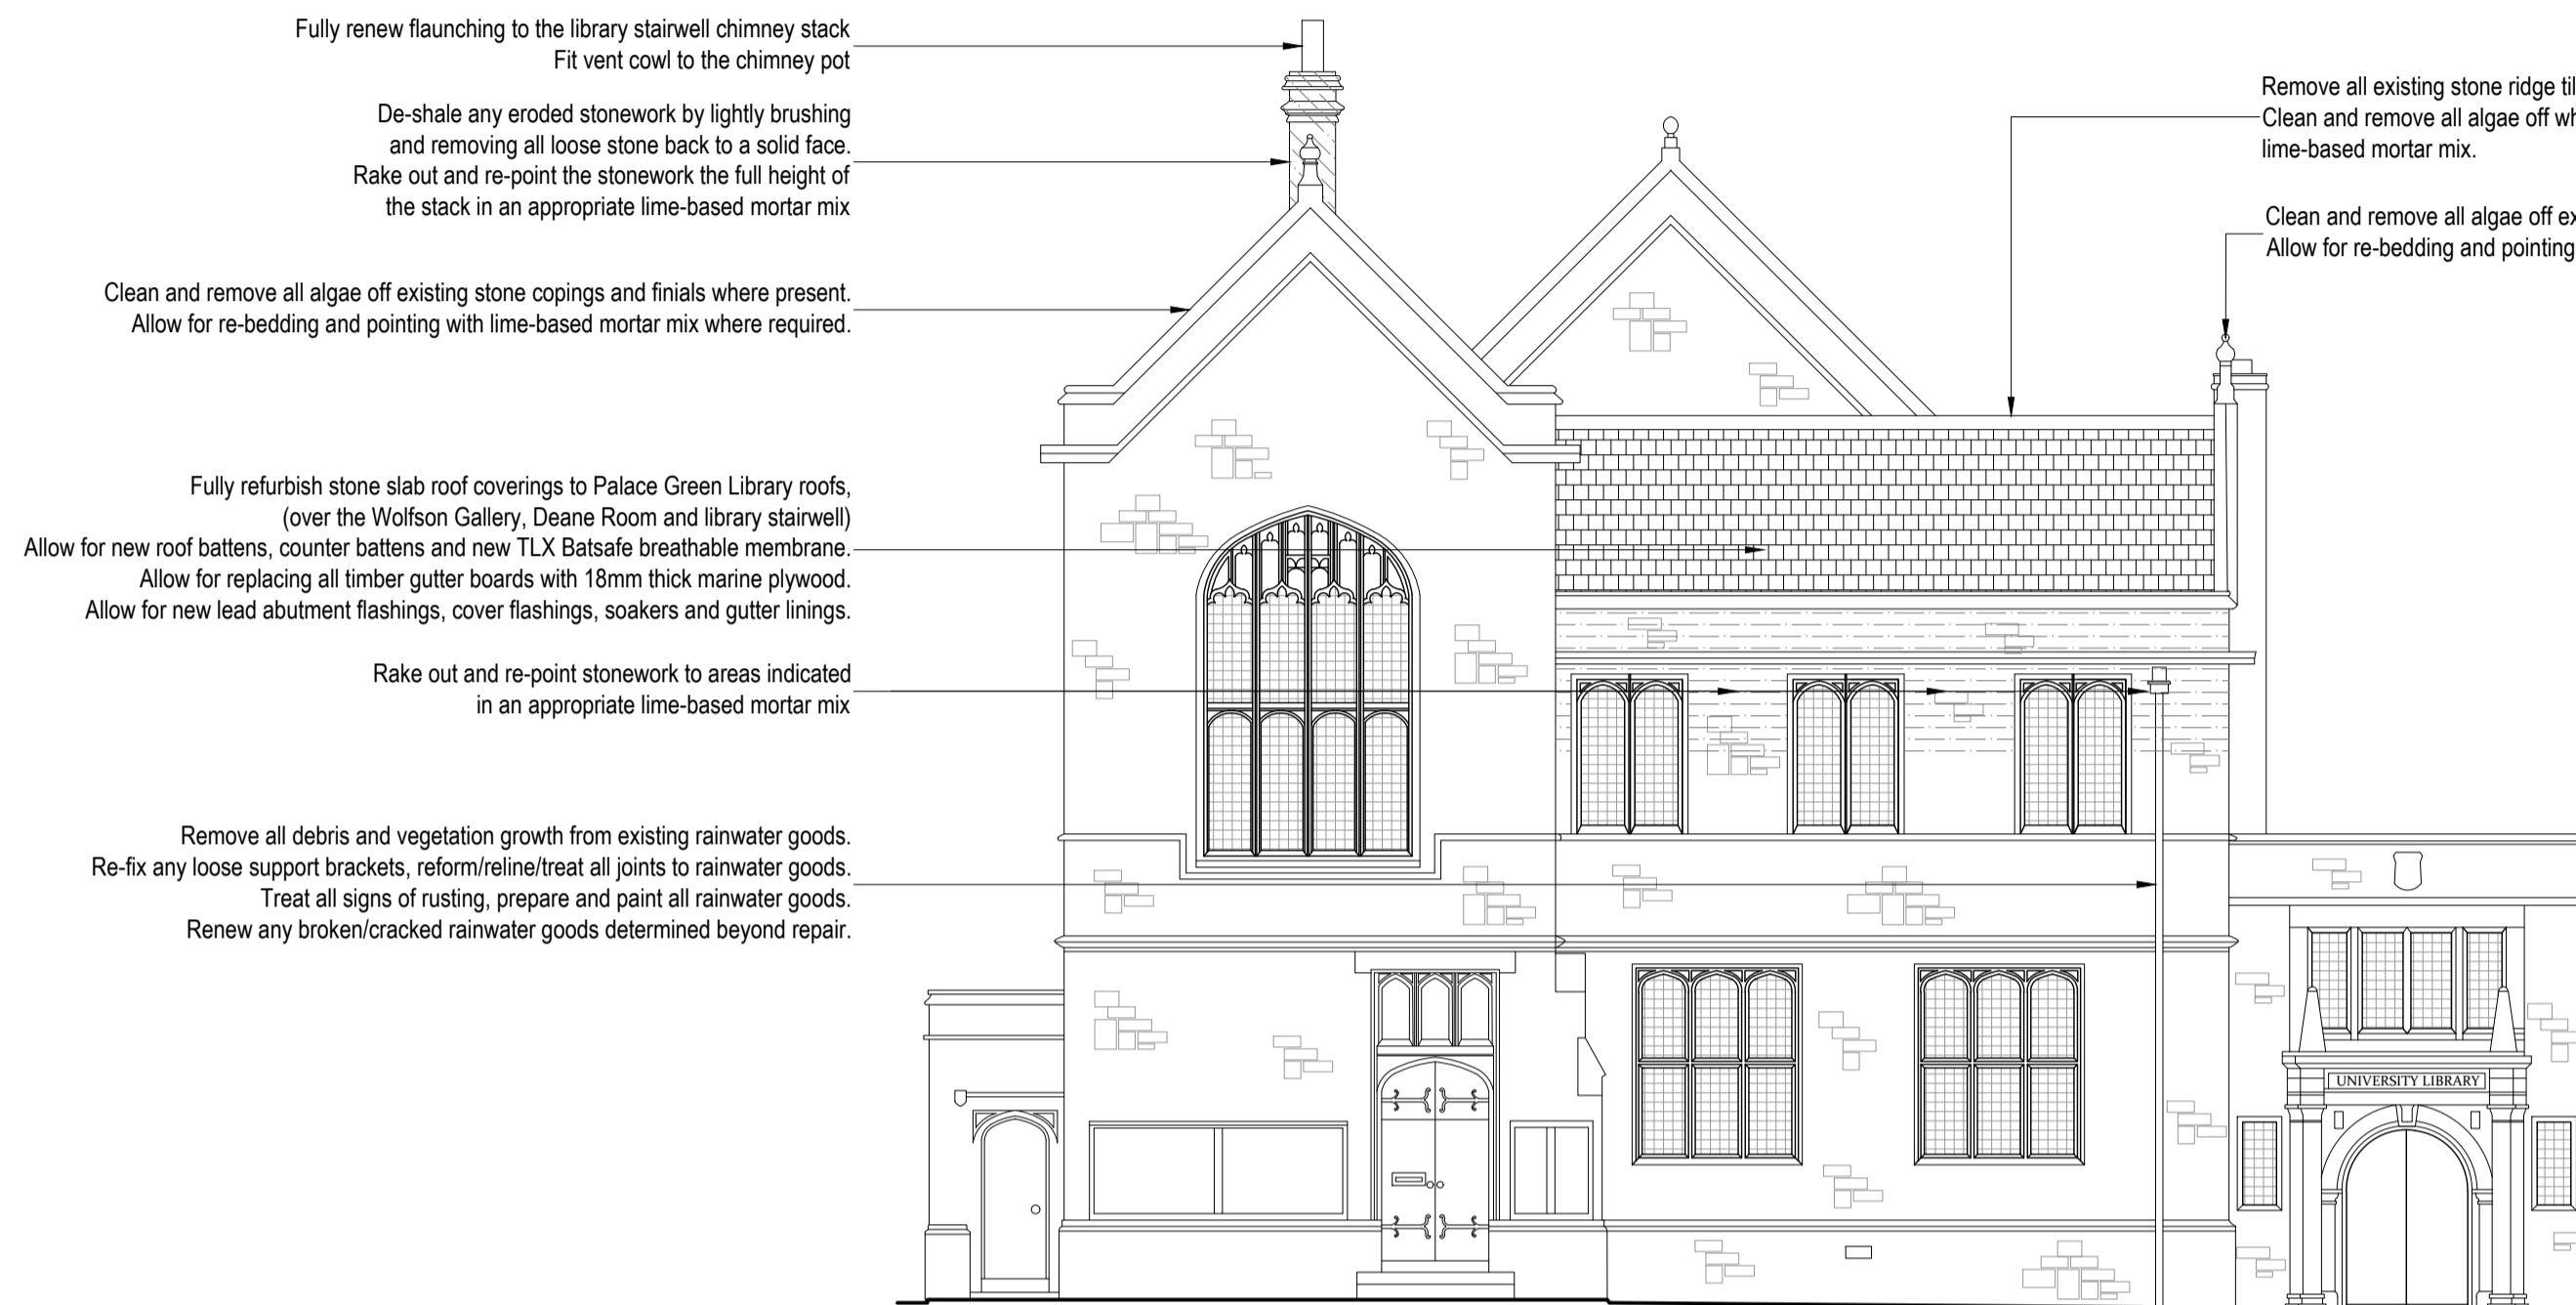 Fully renew flaunching to the library stairwell chimney stack
Fit vent cowl to the chimney pot
De-shale any eroded stonework by lightly brushing
and removing all loose stone back to a solid face.
Rake out and re-point the stonework the full height of
the stack in an appropriate lime-based mortar mix
Clean and remove all algae off existing stone copings and finials where present.
Allow for re-bedding and pointing with lime-based mortar mix where required.
Fully refurbish stone slab roof coverings to Palace Green Library roofs,
(over the Wolfson Gallery, Deane Room and library stairwell)
Allow for new roof battens, counter battens and new TLX Batsafe breathable membrane.
Allow for replacing all timber gutter boards with 18mm thick marine plywood.
Allow for new lead abutment flashings, cover flashings, soakers and gutter linings.
Rake out and re-point stonework to areas indicated
in an appropriate lime-based mortar mix
Remove all debris and vegetation growth from existing rainwater goods.
Re-fix any loose support brackets, reform/reline/treat all joints to rainwater goods.
Treat all signs of rusting, prepare and paint all rainwater goods.
Renew any broken/cracked rainwater goods determined beyond repair.
Remove all existing stone ridge
Clean and remove all algae off
lime-based mortar mix.
Clean and remove all algae off
Allow for re-bedding and pointing
UNIVERSITY LIBRARY